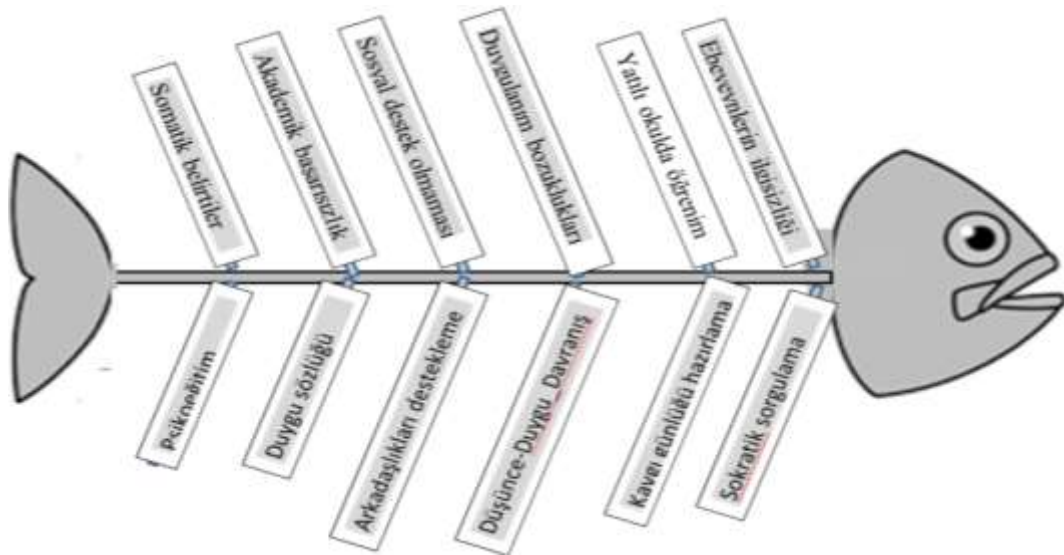 Somatik belirtiler
Akademik başarısızlık
Sosyal destek olmaması
Duygulanım bozuklukları
Yatılı okulda öğrenim
Ebeveynlerin ilgisizliği
Psikoeğitim
Duygu sözlüğü
Arkadaşlıkları destekleme
Düşünce-Duygu_Davranış
Kaygı günlüğü hazırlama
Sokratik sorgulama